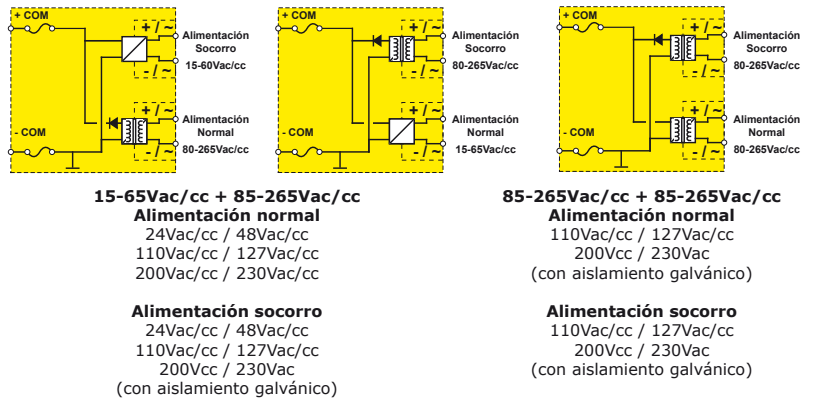 + COM
+ / ~
Alimentación
Socorro
15-60Vac/cc
- / ~
+ / ~
Alimentación
Normal
80-265Vac/cc
- COM
- / ~
+ COM
+ / ~
Alimentación
Socorro
80-265Vac/cc
- / ~
+ / ~
Alimentación
Normal
15-65Vac/cc
- COM
- / ~
+ COM
+ / ~
Alimentación
Socorro
80-265Vac/cc
- / ~
+ / ~
Alimentación
Normal
80-265Vac/cc
- COM
- / ~
15-65Vac/cc + 85-265Vac/cc
Alimentación normal
24Vac/cc / 48Vac/cc
110Vac/cc / 127Vac/cc
200Vac/cc / 230Vac/cc
Alimentación socorro
24Vac/cc / 48Vac/cc
110Vac/cc / 127Vac/cc
200Vcc / 230Vac
(con aislamiento galvánico)
85-265Vac/cc + 85-265Vac/cc
Alimentación normal
110Vac/cc / 127Vac/cc
200Vcc / 230Vac
(con aislamiento galvánico)
Alimentación socorro
110Vac/cc / 127Vac/cc
200Vcc / 230Vac
(con aislamiento galvánico)